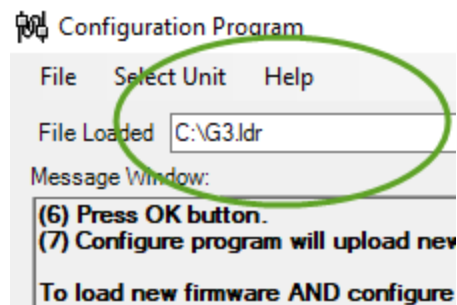 Configuration Program
File Select Unit Help
File Loaded C:\G3.ldr
Message Window:
(6) Press OK button.
(7) Configure program will upload new
To load new firmware AND configure